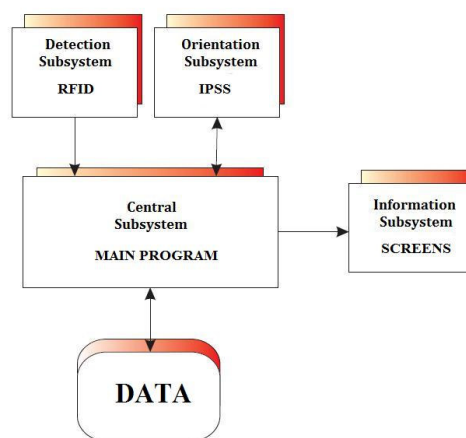 Detection
Subsystem
RFID
Orientation
Subsystem
IPSS
Central
Subsystem
MAIN PROGRAM
Information
Subsystem
SCREENS
DATA